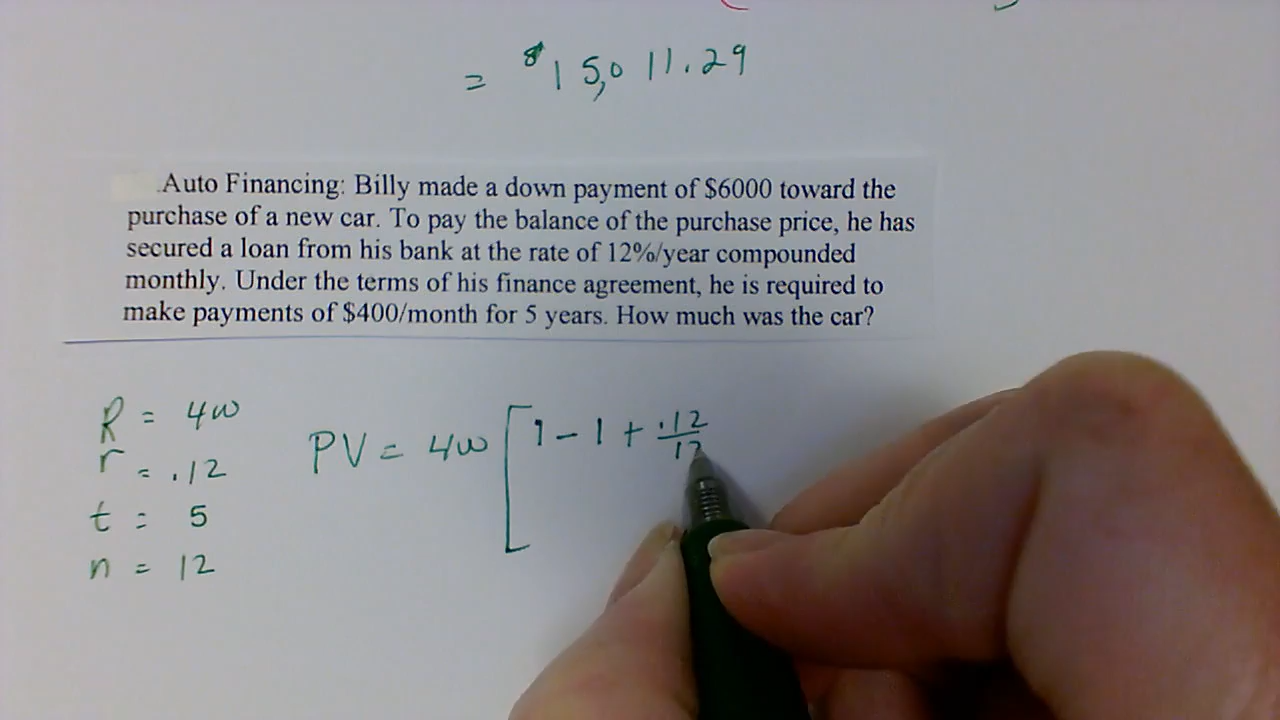 = $15,011.29
Auto Financing: Billy made a down payment of $6000 toward the
purchase of a new car. To pay the balance of the purchase price, he has
secured a loan from his bank at the rate of 12%/year compounded
monthly. Under the terms of his finance agreement, he is required to
make payments of $400/month for 5 years. How much was the car?
R = 400
r = .12
t = 5
n = 12
PV = 400 [ 1 - 1 + .12/12